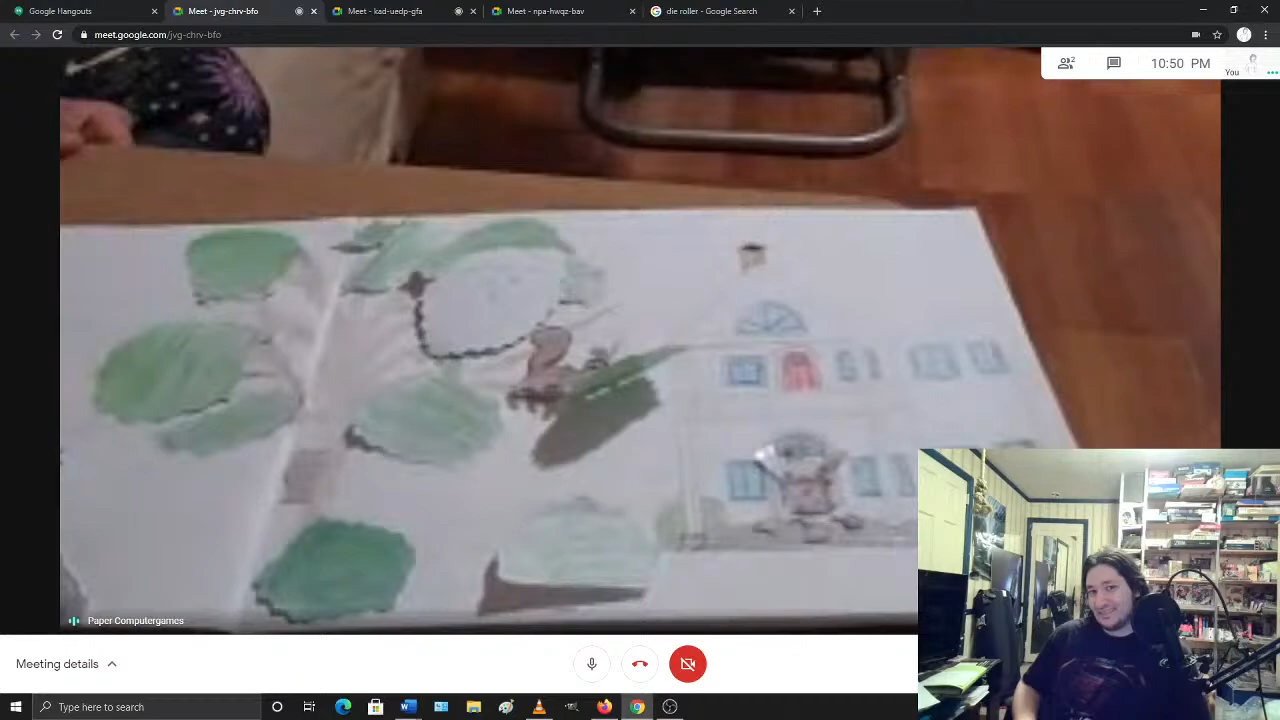 Google Hangouts
Meet - jvg-chrv-bfo
Meet - kad-uedp-gfa
Meet - npa-hwqz-bav
die roller - Google Search
meet.google.com/jvg-chrv-bfo
2
10:50 PM
You
Paper Computergames
Meeting details
Type here to search